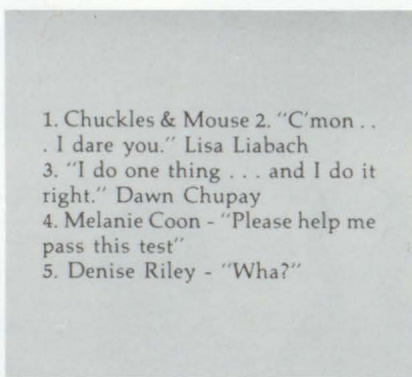 1. Chuckles & Mouse 2. "C'mon . .
. I dare you." Lisa Liabach
3. "I do one thing . . . and I do it
right." Dawn Chupay
4. Melanie Coon - "Please help me
pass this test"
5. Denise Riley - "Wha?"